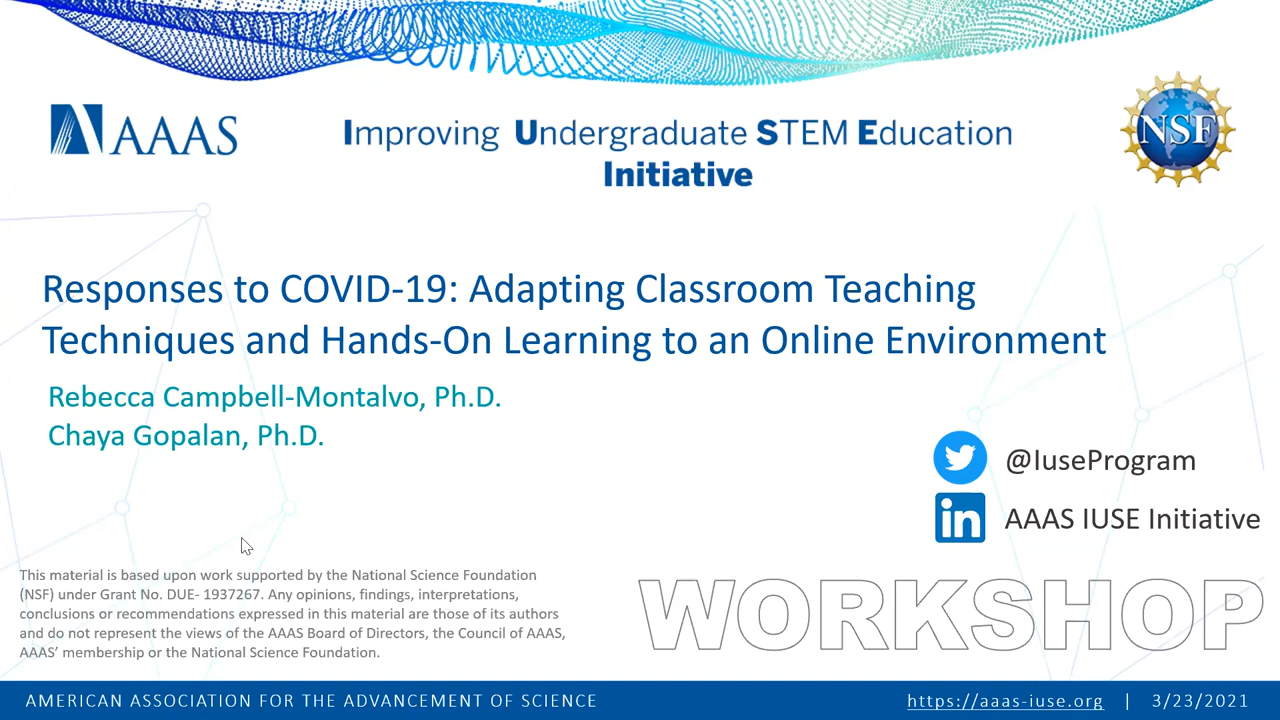 AAAS
Improving Undergraduate STEM Education
Initiative
NSF
Responses to COVID-19: Adapting Classroom Teaching
Techniques and Hands-On Learning to an Online Environment
Rebecca Campbell-Montalvo, Ph.D.
Chaya Gopalan, Ph.D.
@IuseProgram
in
AAAS IUSE Initiative
This material is based upon work supported by the National Science Foundation
(NSF) under Grant No. DUE- 1937267. Any opinions, findings, interpretations,
conclusions or recommendations expressed in this material are those of its authors
and do not represent the views of the AAAS Board of Directors, the Council of AAAS,
AAAS’ membership or the National Science Foundation.
WORKSHOP
AMERICAN ASSOCIATION FOR THE ADVANCEMENT OF SCIENCE
https://aaas-iuse.org | 3/23/2021